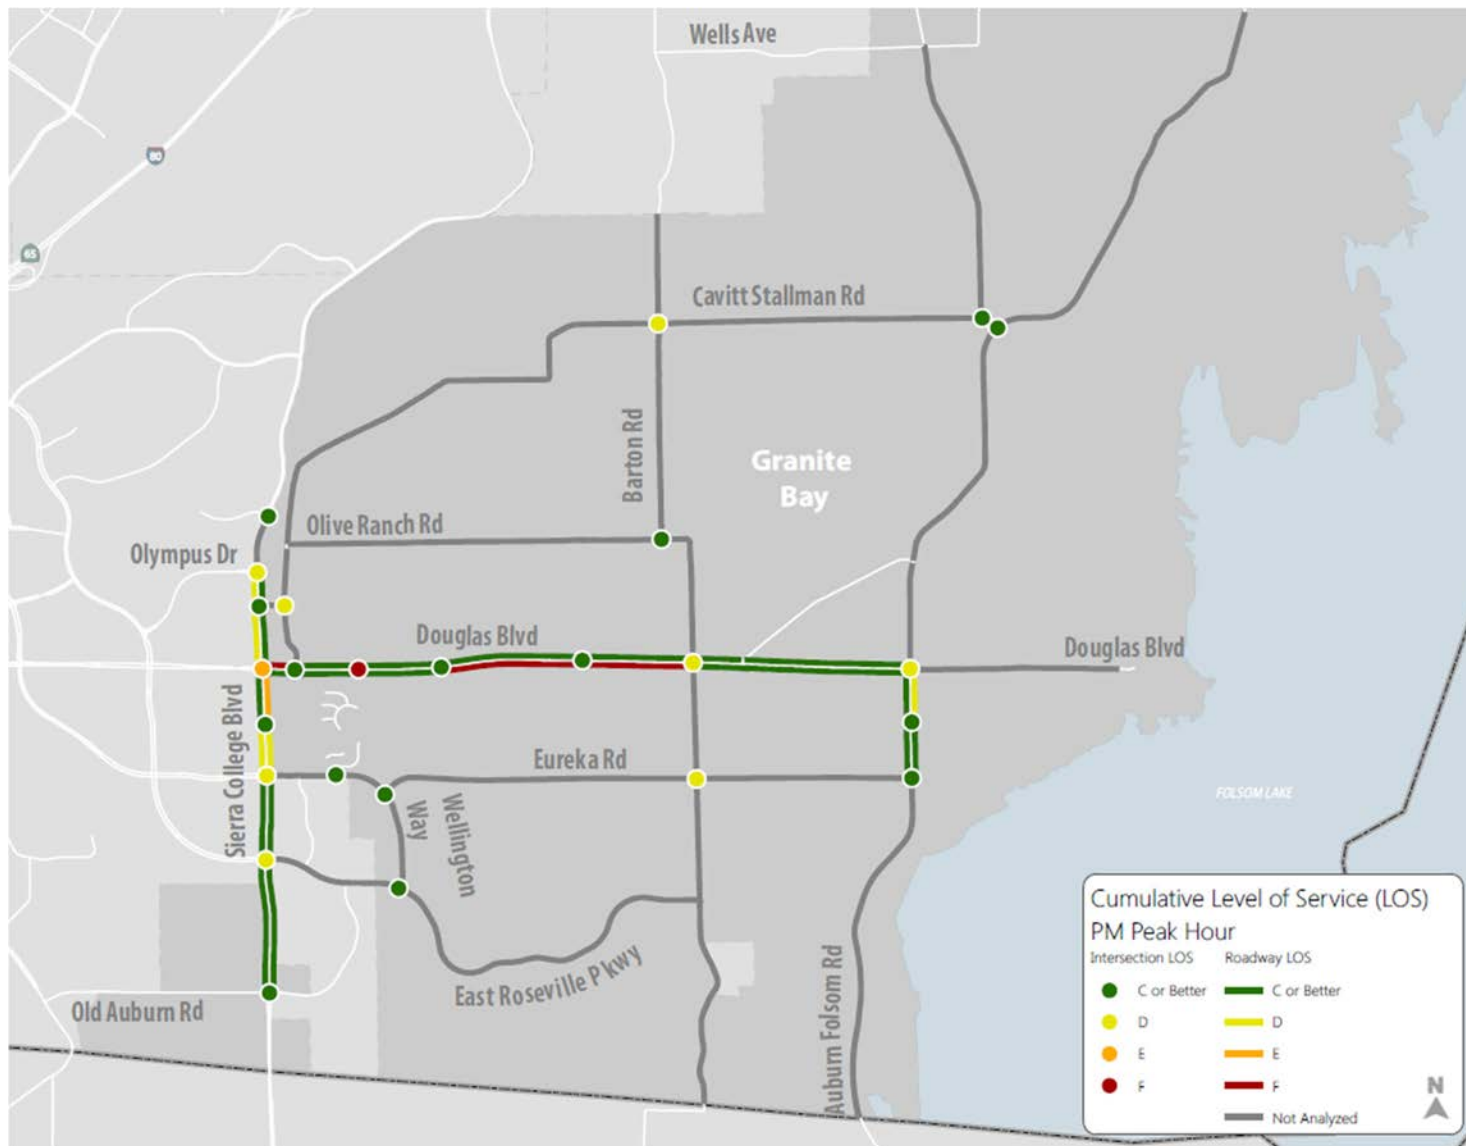 Wells Ave
80
65
Cavitt Stallman Rd
Barton Rd
Granite
Bay
Olive Ranch Rd
Olympus Dr
Douglas Blvd
Douglas Blvd
Sierra College Blvd
Eureka Rd
Wellington
Way
FOLSOM LAKE
East Roseville Pkwy
Old Auburn Rd
Auburn Folsom Rd
Cumulative Level of Service (LOS)
PM Peak Hour
Intersection LOS Roadway LOS
C or Better C or Better
D D
E E
F F
Not Analyzed
N